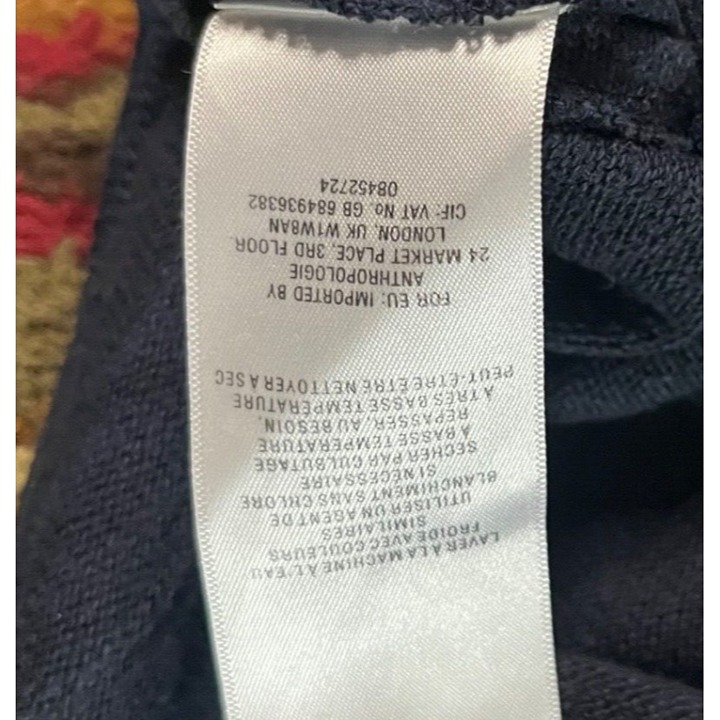 LAVER À LA MACHINE À L'EAU
FROIDE AVEC COULEURS
SIMILAIRES
UTILISER UN AGENT DE
BLANCHIMENT SANS CHLORE
SI NECESSAIRE
SECHER PAR CULBUTAGE
A BASSE TEMPERATURE
REPASSER, AU BESOIN,
A TRES BASSE TEMPERATURE
PEUT-ETRE ETRE NETTOYER A SEC
FOR EU: IMPORTED BY
ANTHROPOLOGIE
24 MARKET PLACE, 3RD FLOOR
LONDON, UK W1W8AN
CIF: VAT No. GB 684936382
08452724